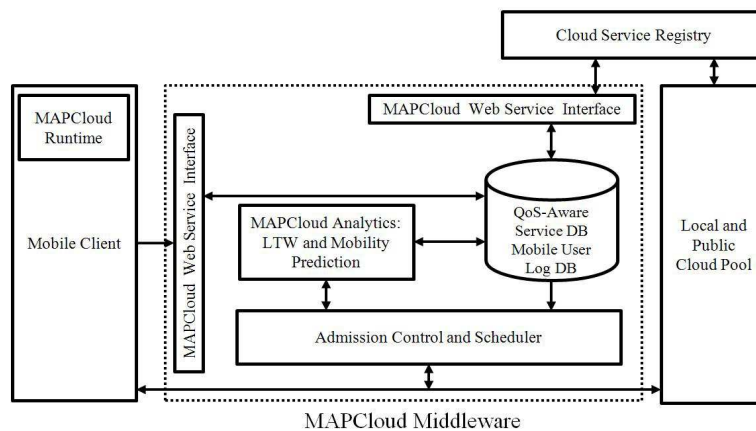 Cloud Service Registry
MAPCloud
Runtime
MAPCloud Web Service Interface
MAPCloud Web Service Interface
QoS-Aware
Service DB
Mobile User
Log DB
MAPCloud Analytics:
LTW and Mobility
Prediction
Mobile Client
Local and
Public
Cloud Pool
Admission Control and Scheduler
MAPCloud Middleware